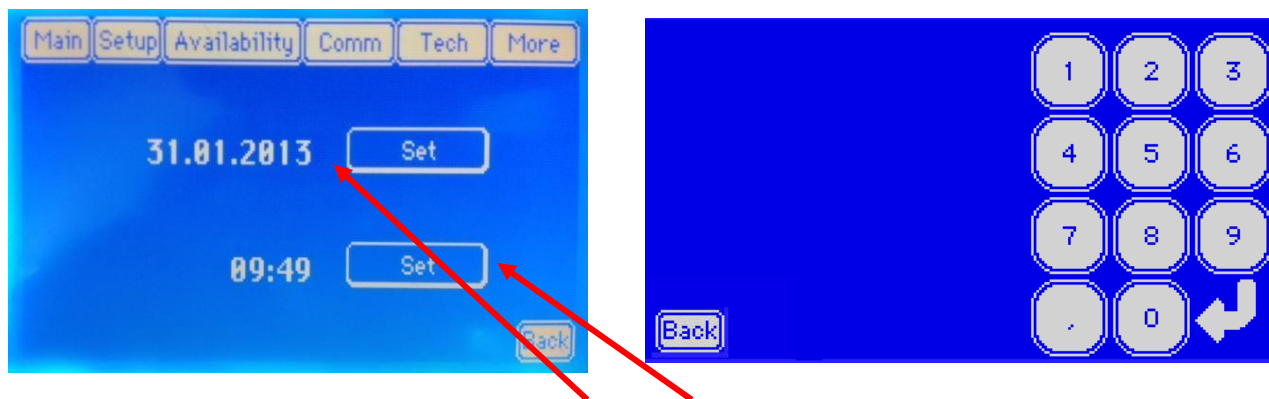 Main Setup Availability Comm Tech More
31.01.2013 Set
09:49 Set
Back
1 2 3
4 5 6
7 8 9
, 0
Back